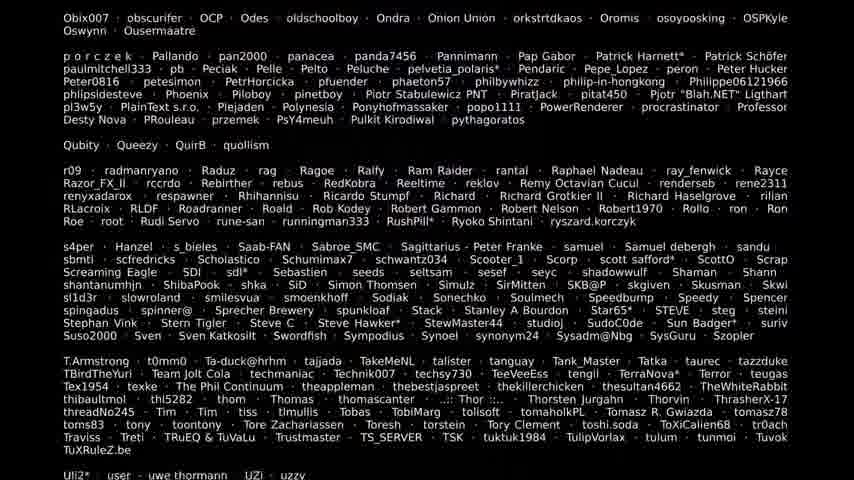 Obix007 · obscurifer · OCP · Odes · oldschoolboy · Ondra · Onion Union · orkstrtdkaos · Oromis · osoyoosking · OSPKyle
Oswynn · Ousermaatre
p o r c z e k · Pallando · pan2000 · panacea · panda7456 · Pannimann · Pap Gabor · Patrick Harnett* · Patrick Schöfer
paulmitchell333 · pb · Peciak · Pelle · Pelto · Peluche · pelvetia_polaris* · Pendaric · Pepe_Lopez · peron · Peter Hucker
Peter0816 · petesimon · PetrHorcicka · pfuender · phaeton57 · philbywhizz · philip-in-hongkong · Philippe06121966
phlipsidesteve · Phoenix · Piloboy · pinetboy · Piotr Stabulewicz PNT · PiratJack · pitat450 · Pjotr "Blah.NET" Ligthart
pl3w5y · PlainText s.r.o. · Plejaden · Polynesia · Ponyhofmassaker · popo1111 · PowerRenderer · procrastinator · Professor
Desty Nova · PRouleau · przemek · PsY4meuh · Pulkit Kirodiwal · pythagoratos
Qubity · Queezy · QuirB · quollism
r09 · radmanryano · Raduz · rag · Ragoe · Ralfy · Ram Raider · rantal · Raphael Nadeau · ray_fenwick · Rayce
Razor_FX_II · rccrdo · Rebirther · rebus · RedKobra · Reeltime · reklov · Remy Octavian Cucul · renderseb · rene2311
renyxadarox · respawner · Rhihannisu · Ricardo Stumpf · Richard · Richard Grotkier II · Richard Haselgrove · rilian
RLacroix · RLDF · Roadranner · Roald · Rob Kodey · Robert Gammon · Robert Nelson · Robert1970 · Rollo · ron · Ron
Roe · root · Rudi Servo · rune-san · runningman333 · RushPill* · Ryoko Shintani · ryszard.korczyk
s4per · Hanzel · s_bieles · Saab-FAN · Sabroe_SMC · Sagittarius - Peter Franke · samuel · Samuel debergh · sandu
sbmti · scfredricks · Scholastico · Schumimax7 · schwantz034 · Scooter_1 · Scorp · scott safford* · ScottO · Scrap
Screaming Eagle · SDI · sdl* · Sebastien · seeds · seltsam · sesef · seyc · shadowwulf · Shaman · Shann
shantanumhjn · ShibaPook · shka · SiD · Simon Thomsen · Simulz · SirMitten · SKB@P · skgiven · Skusman · Skwi
sl1d3r · slowroland · smilesvua · smoenkhoff · Sodiak · Sonechko · Soulmech · Speedbump · Speedy · Spencer
spingadus · spinner@ · Sprecher Brewery · spunkloaf · Stack · Stanley A Bourdon · Star65* · STE\/E · steg · steini
Stephan Vink · Stern Tigler · Steve C · Steve Hawker* · StewMaster44 · studioJ · SudoC0de · Sun Badger* · suriv
Suso2000 · Sven · Sven Katkosilt · Swordfish · Sympodius · Synoel · synonym24 · Sysadm@Nbg · SysGuru · Szopler
T.Armstrong · t0mm0 · Ta-duck@hrhm · tajjada · TakeMeNL · talister · tanguay · Tank_Master · Tatka · taurec · tazzduke
TBirdTheYuri · Team Jolt Cola · techmaniac · Technik007 · techsy730 · TeeVeeEss · tengil · TerraNova* · Terror · teugas
Tex1954 · texke · The Phil Continuum · theappleman · thebestjaspreet · thekillerchicken · thesultan4662 · TheWhiteRabbit
thibaultmol · thl5282 · thom · Thomas · thomascanter · ..:: Thor ::.. · Thorsten Jurgahn · Thorvin · ThrasherX-17
threadNo245 · Tim · Tim · tiss · tlmullis · Tobas · TobiMarg · tolisoft · tomaholkPL · Tomasz R. Gwiazda · tomasz78
toms83 · tony · toontony · Tore Zachariassen · Toresh · torstein · Tory Clement · toshi.soda · ToXiCalien68 · tr0ach
Traviss · Treti · TRuEQ & TuVaLu · Trustmaster · TS_SERVER · TSK · tuktuk1984 · TulipVorlax · tulum · tunmoi · Tuvok
TuXRuleZ.be
Uli2* · user · uwe thormann · UZi · uzzy